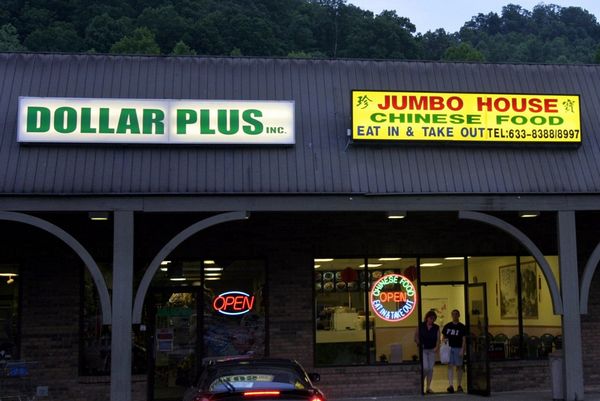 DOLLAR PLUS INC.
珍 JUMBO HOUSE 寶
CHINESE FOOD
EAT IN & TAKE OUT TEL:633-8388/8997
OPEN
CHINESE FOOD
OPEN
EAT IN & TAKE OUT
FBI